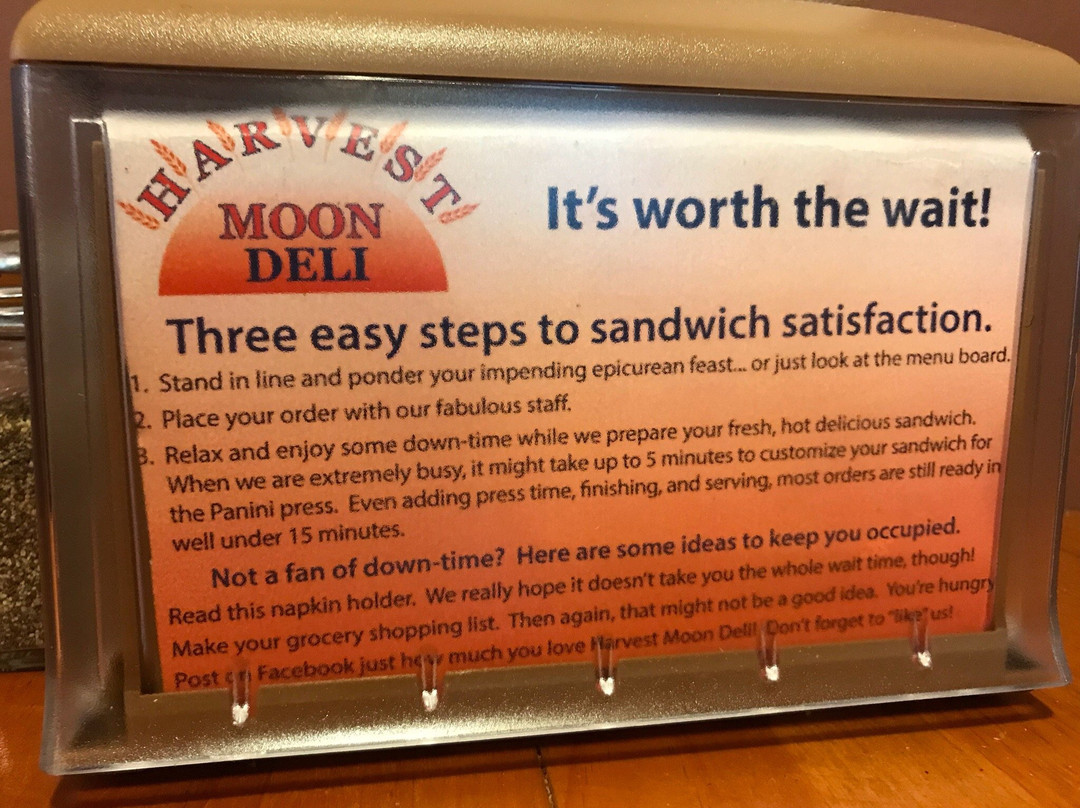 HARVEST
MOON
DELI
It's worth the wait!
Three easy steps to sandwich satisfaction.
1. Stand in line and ponder your impending epicurean feast... or just look at the menu board.
2. Place your order with our fabulous staff.
3. Relax and enjoy some down-time while we prepare your fresh, hot delicious sandwich.
When we are extremely busy, it might take up to 5 minutes to customize your sandwich for
the Panini press. Even adding press time, finishing, and serving, most orders are still ready in
well under 15 minutes.
Not a fan of down-time? Here are some ideas to keep you occupied.
Read this napkin holder. We really hope it doesn't take you the whole wait time, though!
Make your grocery shopping list. Then again, that might not be a good idea. You're hungry
Post on Facebook just how much you love Harvest Moon Deli! Don't forget to "like" us!